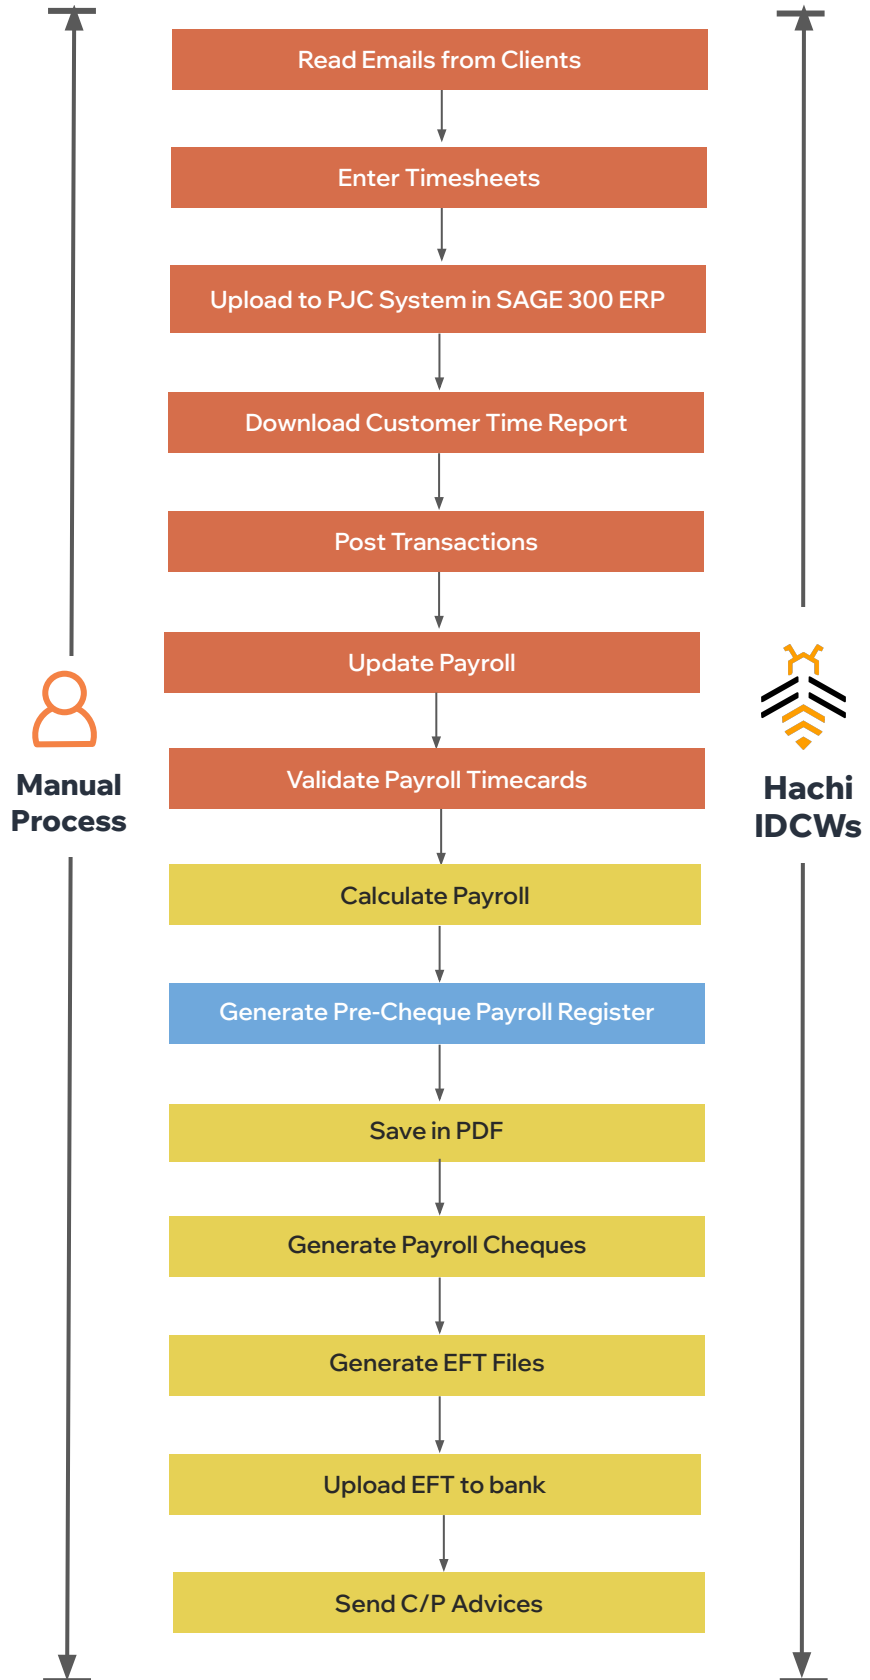 Read Emails from Clients
Enter Timesheets
Upload to PJC System in SAGE 300 ERP
Download Customer Time Report
Post Transactions
Update Payroll
Validate Payroll Timecards
Manual
Process
Hachi
IDCWs
Calculate Payroll
Generate Pre-Cheque Payroll Register
Save in PDF
Generate Payroll Cheques
Generate EFT Files
Upload EFT to bank
Send C/P Advices